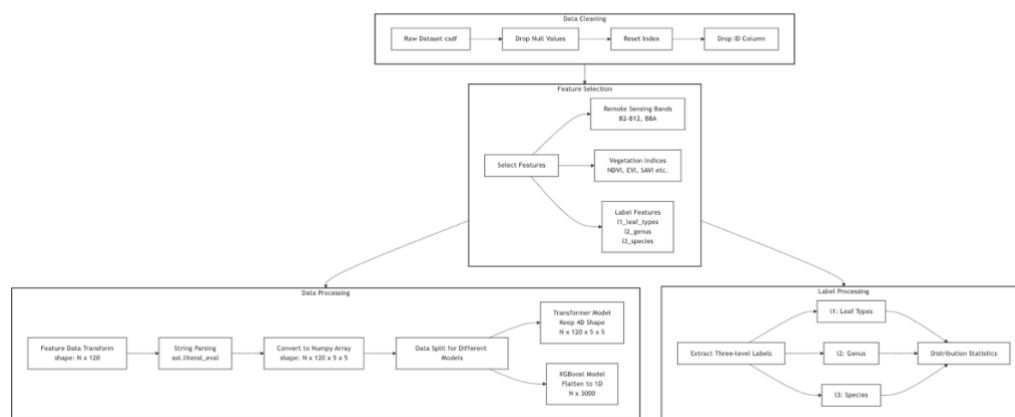 Data Cleaning
Raw Dataset csdf
Drop Null Values
Reset Index
Drop ID Column
Feature Selection
Select Features
Remote Sensing Bands
B2-B12, B8A
Vegetation Indices
NDVI, EVI, SAVI etc.
Label Features
l1_leaf_types
l2_genus
l3_species
Data Processing
Feature Data Transform
shape: N x 120
String Parsing
ast.literal_eval
Convert to Numpy Array
shape: N x 120 x 5 x 5
Data Split for Different
Models
Transformer Model
Keep 4D Shape
N x 120 x 5 x 5
XGBoost Model
Flatten to 1D
N x 3000
Label Processing
Extract Three-level Labels
l1: Leaf Types
l2: Genus
l3: Species
Distribution Statistics